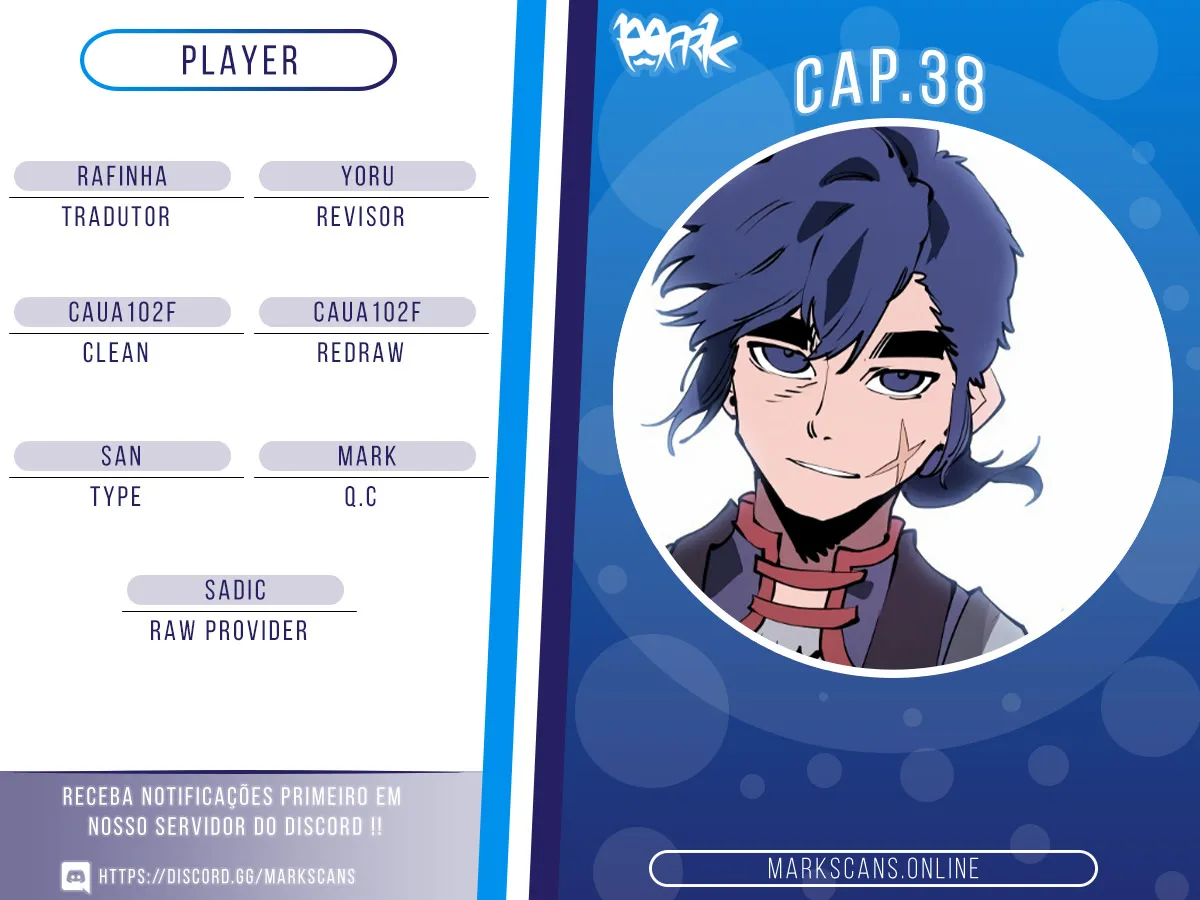 PLAYER
RAFINHA
TRADUTOR
YORU
REVISOR
CAUA102F
CLEAN
CAUA102F
REDRAW
SAN
TYPE
MARK
Q.C
SADIC
RAW PROVIDER
RECEBA NOTIFICAÇÕES PRIMEIRO EM
NOSSO SERVIDOR DO DISCORD !!
HTTPS://DISCORD.GG/MARKSCANS
MARK
CAP.38
MARKSCANS.ONLINE